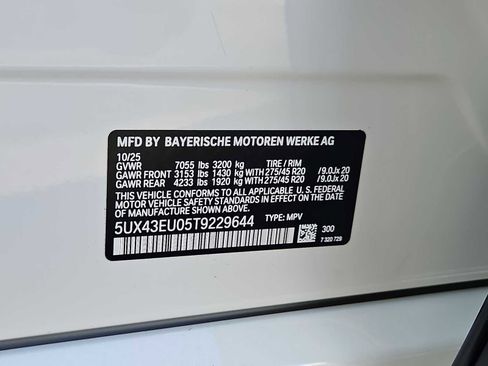 MFD BY BAYERISCHE MOTOREN WERKE AG
10/25
GVWR 7055 lbs 3200 kg TIRE / RIM
GAWR FRONT 3153 lbs 1430 kg WITH 275/45 R20 /9.0Jx 20
GAWR REAR 4233 lbs 1920 kg WITH 275/45 R20 /9.0Jx 20
THIS VEHICLE CONFORMS TO ALL APPLICABLE U. S. FEDERAL
MOTOR VEHICLE SAFETY STANDARDS IN EFFECT ON THE
DATE OF MANUFACTURE SHOWN ABOVE.
5UX43EU05T9229644 TYPE: MPV
300
7 320 729